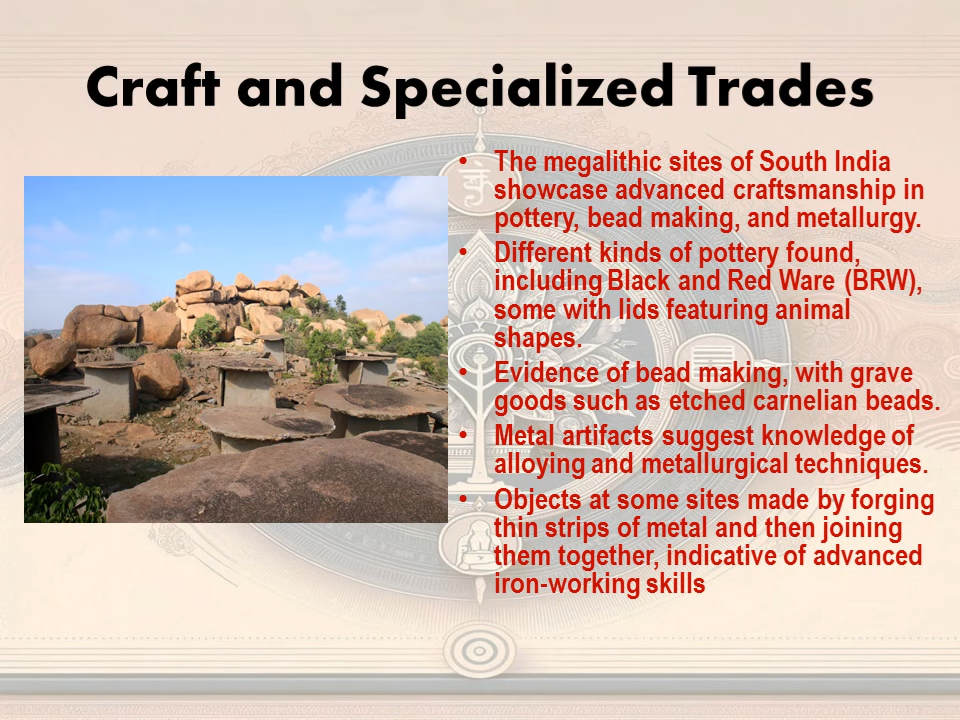 Craft and Specialized Trades
• The megalithic sites of South India
showcase advanced craftsmanship in
pottery, bead making, and metallurgy.
• Different kinds of pottery found,
including Black and Red Ware (BRW),
some with lids featuring animal
shapes.
• Evidence of bead making, with grave
goods such as etched carnelian beads.
• Metal artifacts suggest knowledge of
alloying and metallurgical techniques.
• Objects at some sites made by forging
thin strips of metal and then joining
them together, indicative of advanced
iron-working skills